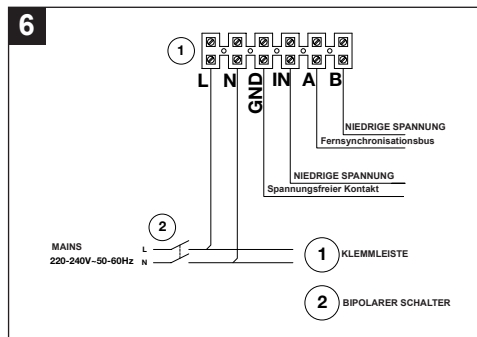 6
1
L N GND IN A B
NIEDRIGE SPANNUNG
Fernsynchronisationsbus
NIEDRIGE SPANNUNG
Spannungsfreier Kontakt
2
MAINS L
220-240V~50-60Hz N
1 KLEMMLEISTE
2 BIPOLARER SCHALTER